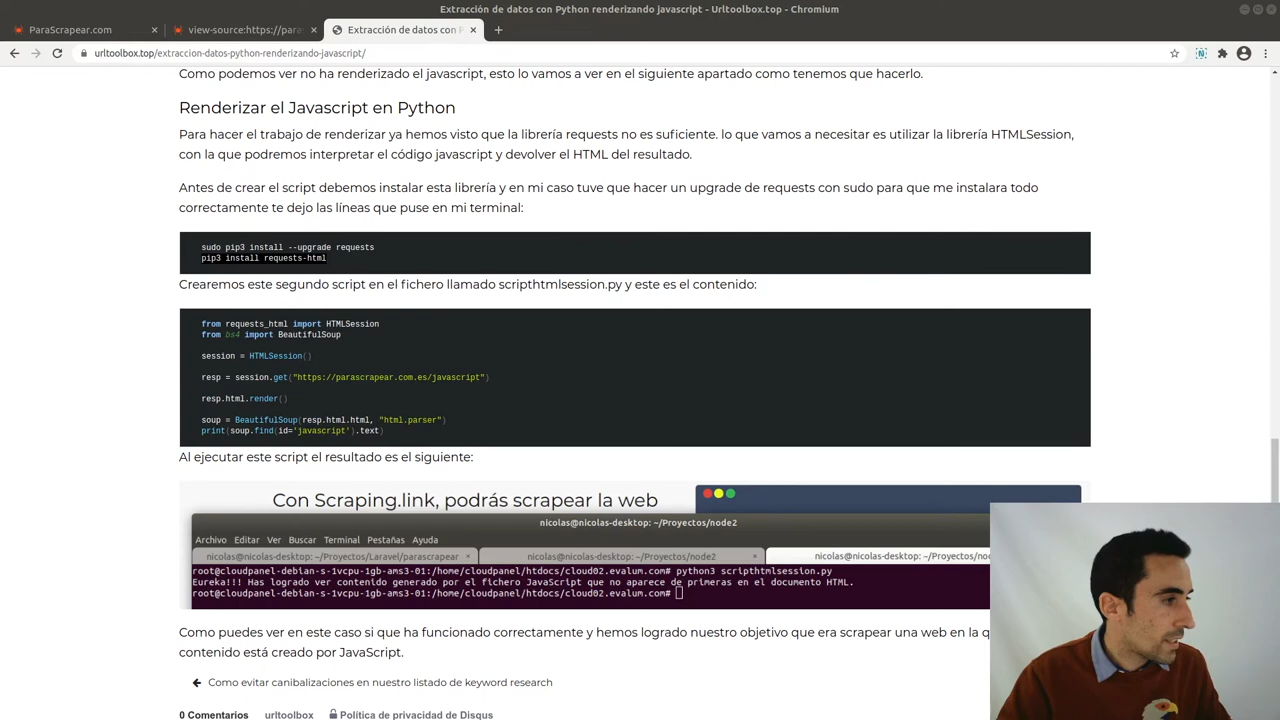 Extracción de datos con Python renderizando javascript - Urltoolbox.top - Chromium
ParaScrapear.com
view-source:https://para
Extracción de datos con P
urltoolbox.top/extraccion-datos-python-renderizando-javascript/
Como podemos ver no ha renderizado el javascript, esto lo vamos a ver en el siguiente apartado como tenemos que hacerlo.
Renderizar el Javascript en Python
Para hacer el trabajo de renderizar ya hemos visto que la librería requests no es suficiente. lo que vamos a necesitar es utilizar la librería HTMLSession,
con la que podremos interpretar el código javascript y devolver el HTML del resultado.
Antes de crear el script debemos instalar esta librería y en mi caso tuve que hacer un upgrade de requests con sudo para que me instalara todo
correctamente te dejo las líneas que puse en mi terminal:
sudo pip3 install --upgrade requests
pip3 install requests-html
Crearemos este segundo script en el fichero llamado scripthtmlsession.py y este es el contenido:
from requests_html import HTMLSession
from bs4 import BeautifulSoup
session = HTMLSession()
resp = session.get("https://parascrapear.com.es/javascript")
resp.html.render()
soup = BeautifulSoup(resp.html.html, "html.parser")
print(soup.find(id='javascript').text)
Al ejecutar este script el resultado es el siguiente:
Con Scraping.link, podrás scrapear la web
nicolas@nicolas-desktop: ~/Proyectos/node2
Archivo Editar Ver Buscar Terminal Pestañas Ayuda
nicolas@nicolas-desktop: ~/Proyectos/Laravel/parascrapear × nicolas@nicolas-desktop: ~/Proyectos/node2 × nicolas@nicolas-desktop: ~/Proyectos/no
root@cloudpanel-debian-s-1vcpu-1gb-ams3-01:/home/cloudpanel/htdocs/cloud02.evalum.com# python3 scripthtmlsession.py
Eureka!!! Has logrado ver contenido generado por el fichero JavaScript que no aparece de primeras en el documento HTML.
root@cloudpanel-debian-s-1vcpu-1gb-ams3-01:/home/cloudpanel/htdocs/cloud02.evalum.com#
Como puedes ver en este caso si que ha funcionado correctamente y hemos logrado nuestro objetivo que era scrapear una web en la q
contenido está creado por JavaScript.
Como evitar canibalizaciones en nuestro listado de keyword research
0 Comentarios urltoolbox Política de privacidad de Disqus